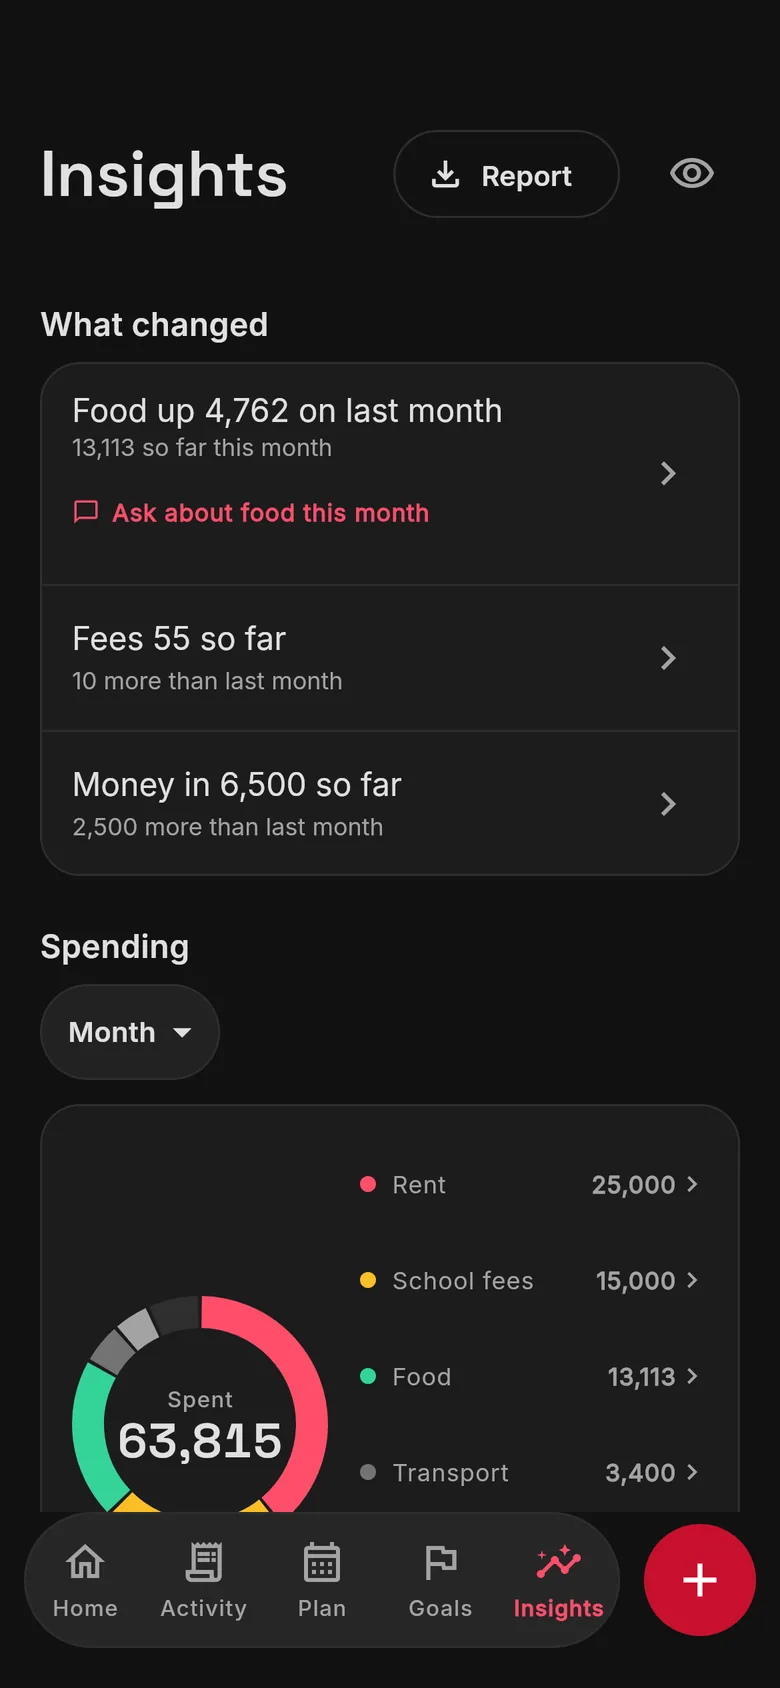 Insights
Report
What changed
Food up 4,762 on last month
13,113 so far this month
Ask about food this month
Fees 55 so far
10 more than last month
Money in 6,500 so far
2,500 more than last month
Spending
Month
Rent 25,000
School fees 15,000
Food 13,113
Transport 3,400
Spent
63,815
Home Activity Plan Goals Insights